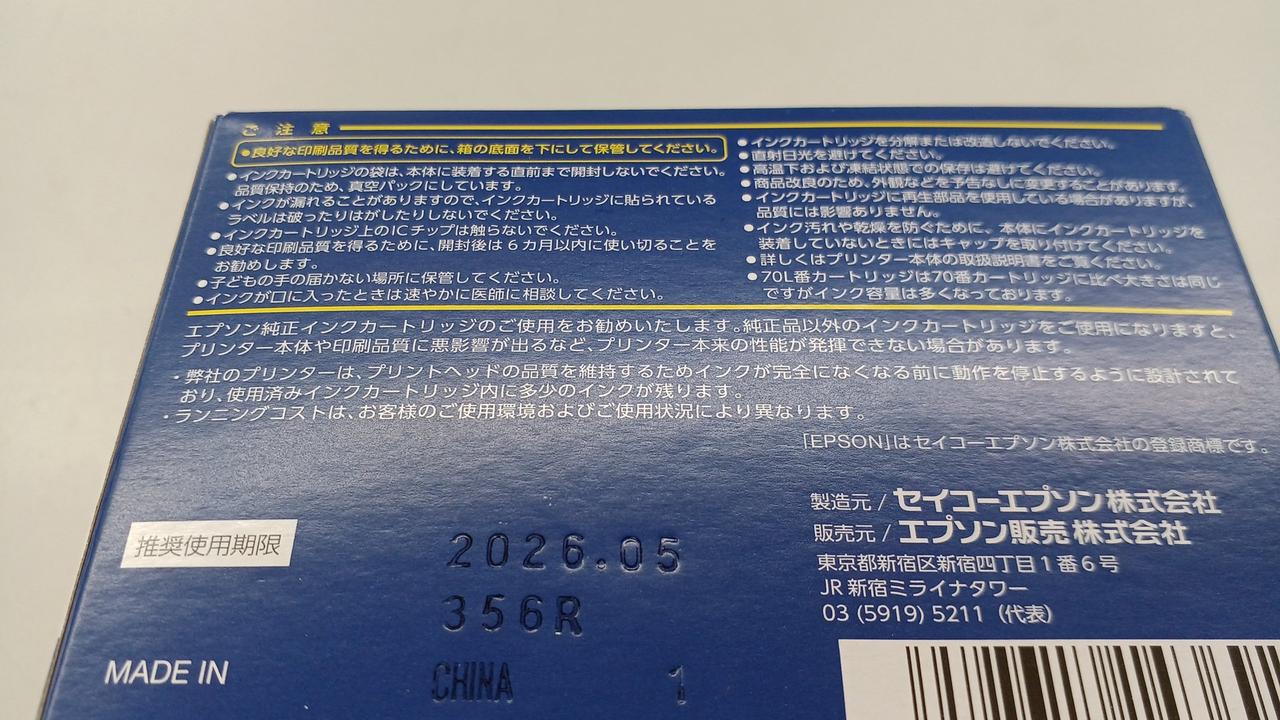 ご注意
●良好な印刷品質を得るために、箱の底面を下にして保管してください。
●インクカートリッジの袋は、本体に装着する直前まで開封しないでください。
品質保持のため、真空パックにしています。
●インクが漏れることがありますので、インクカートリッジに貼られている
ラベルは破ったりはがしたりしないでください。
●インクカートリッジ上のICチップは触らないでください。
●良好な印刷品質を得るために、開封後は6カ月以内に使い切ることを
お勧めします。
●子どもの手の届かない場所に保管してください。
●インクが口に入ったときは速やかに医師に相談してください。
●インクカートリッジを分解または改造しないでください。
●直射日光を避けてください。
●高温下および凍結状態での保存は避けてください。
●商品改良のため、外観などを予告なしに変更することがあります。
●インクカートリッジに再生部品を使用している場合がありますが、
品質には影響ありません。
●インク汚れや乾燥を防ぐために、本体にインクカートリッジを
装着していないときにはキャップを取り付けてください。
●詳しくはプリンター本体の取扱説明書をご覧ください。
●70L番カートリッジは70番カートリッジに比べ大きさは同じ
ですがインク容量は多くなっております。
エプソン純正インクカートリッジのご使用をお勧めいたします。純正品以外のインクカートリッジをご使用になりますと、
プリンター本体や印刷品質に悪影響が出るなど、プリンター本来の性能が発揮できない場合があります。
・弊社のプリンターは、プリントヘッドの品質を維持するためインクが完全になくなる前に動作を停止するように設計されて
おり、使用済みインクカートリッジ内に多少のインクが残ります。
・ランニングコストは、お客様のご使用環境およびご使用状況により異なります。
「EPSON」はセイコーエプソン株式会社の登録商標です。
製造元 / セイコーエプソン株式会社
販売元 / エプソン販売株式会社
東京都新宿区新宿四丁目1番6号
JR新宿ミライナタワー
03 (5919) 5211（代表）
推奨使用期限
2026.05
356R
MADE IN CHINA 1